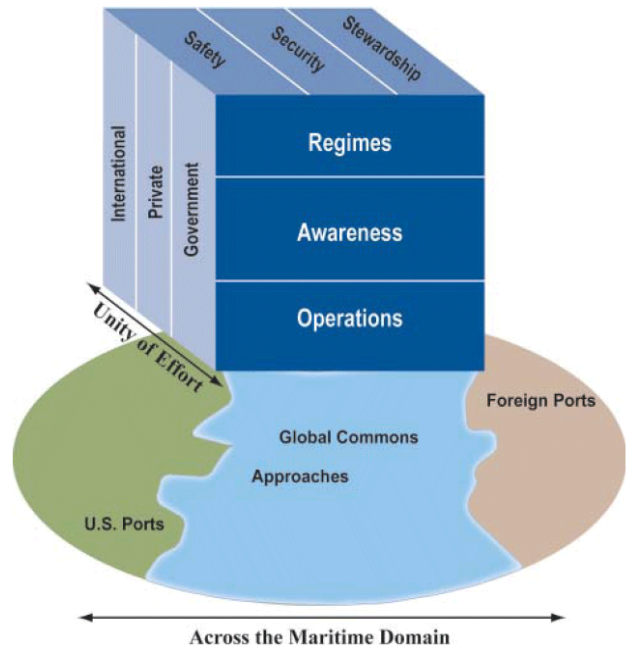 Safety
Security
Stewardship
International
Private
Government
Regimes
Awareness
Operations
Unity of Effort
Foreign Ports
Global Commons
Approaches
U.S. Ports
Across the Maritime Domain